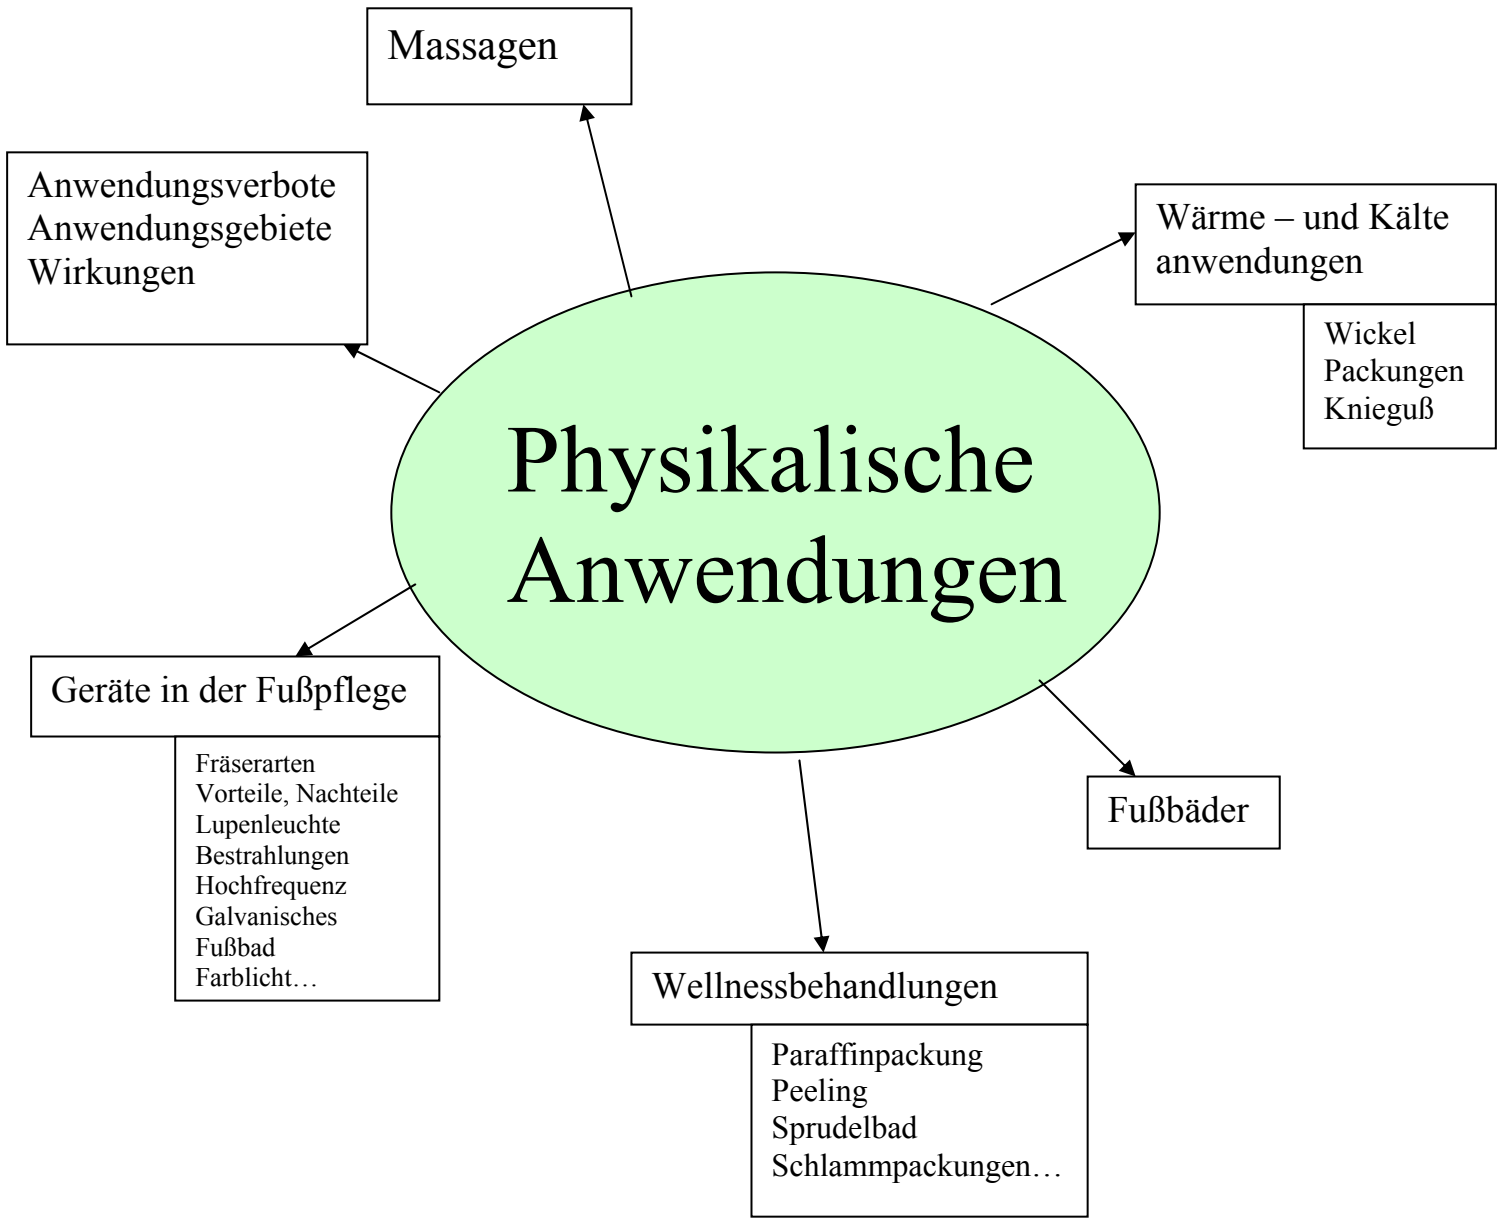 Massagen
Anwendungsverbote
Anwendungsgebiete
Wirkungen
Wärme – und Kälte
anwendungen
Wickel
Packungen
Knieguß
Physikalische
Anwendungen
Geräte in der Fußpflege
Fräserarten
Vorteile, Nachteile
Lupenleuchte
Bestrahlungen
Hochfrequenz
Galvanisches
Fußbad
Farblicht…
Fußbäder
Wellnessbehandlungen
Paraffinpackung
Peeling
Sprudelbad
Schlammpackungen…